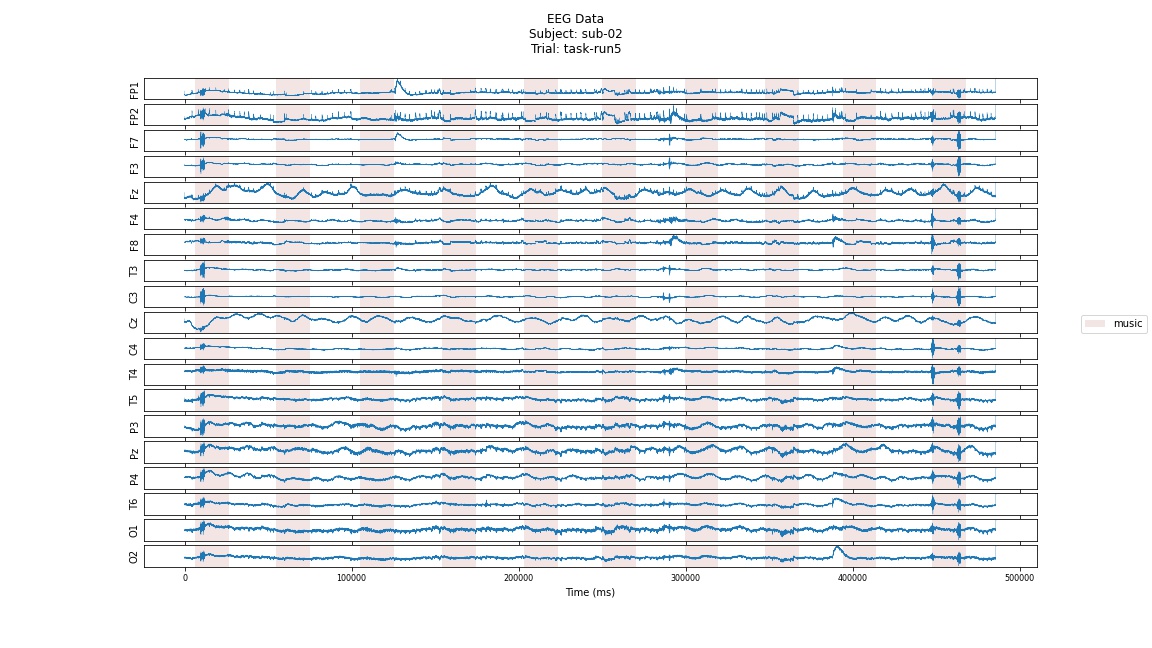 EEG Data
Subject: sub-02
Trial: task-run5
FP1
FP2
F7
F3
Fz
F4
F8
T3
C3
Cz
C4
T4
T5
P3
Pz
P4
T6
O1
O2
music
0 100000 200000 300000 400000 500000
Time (ms)